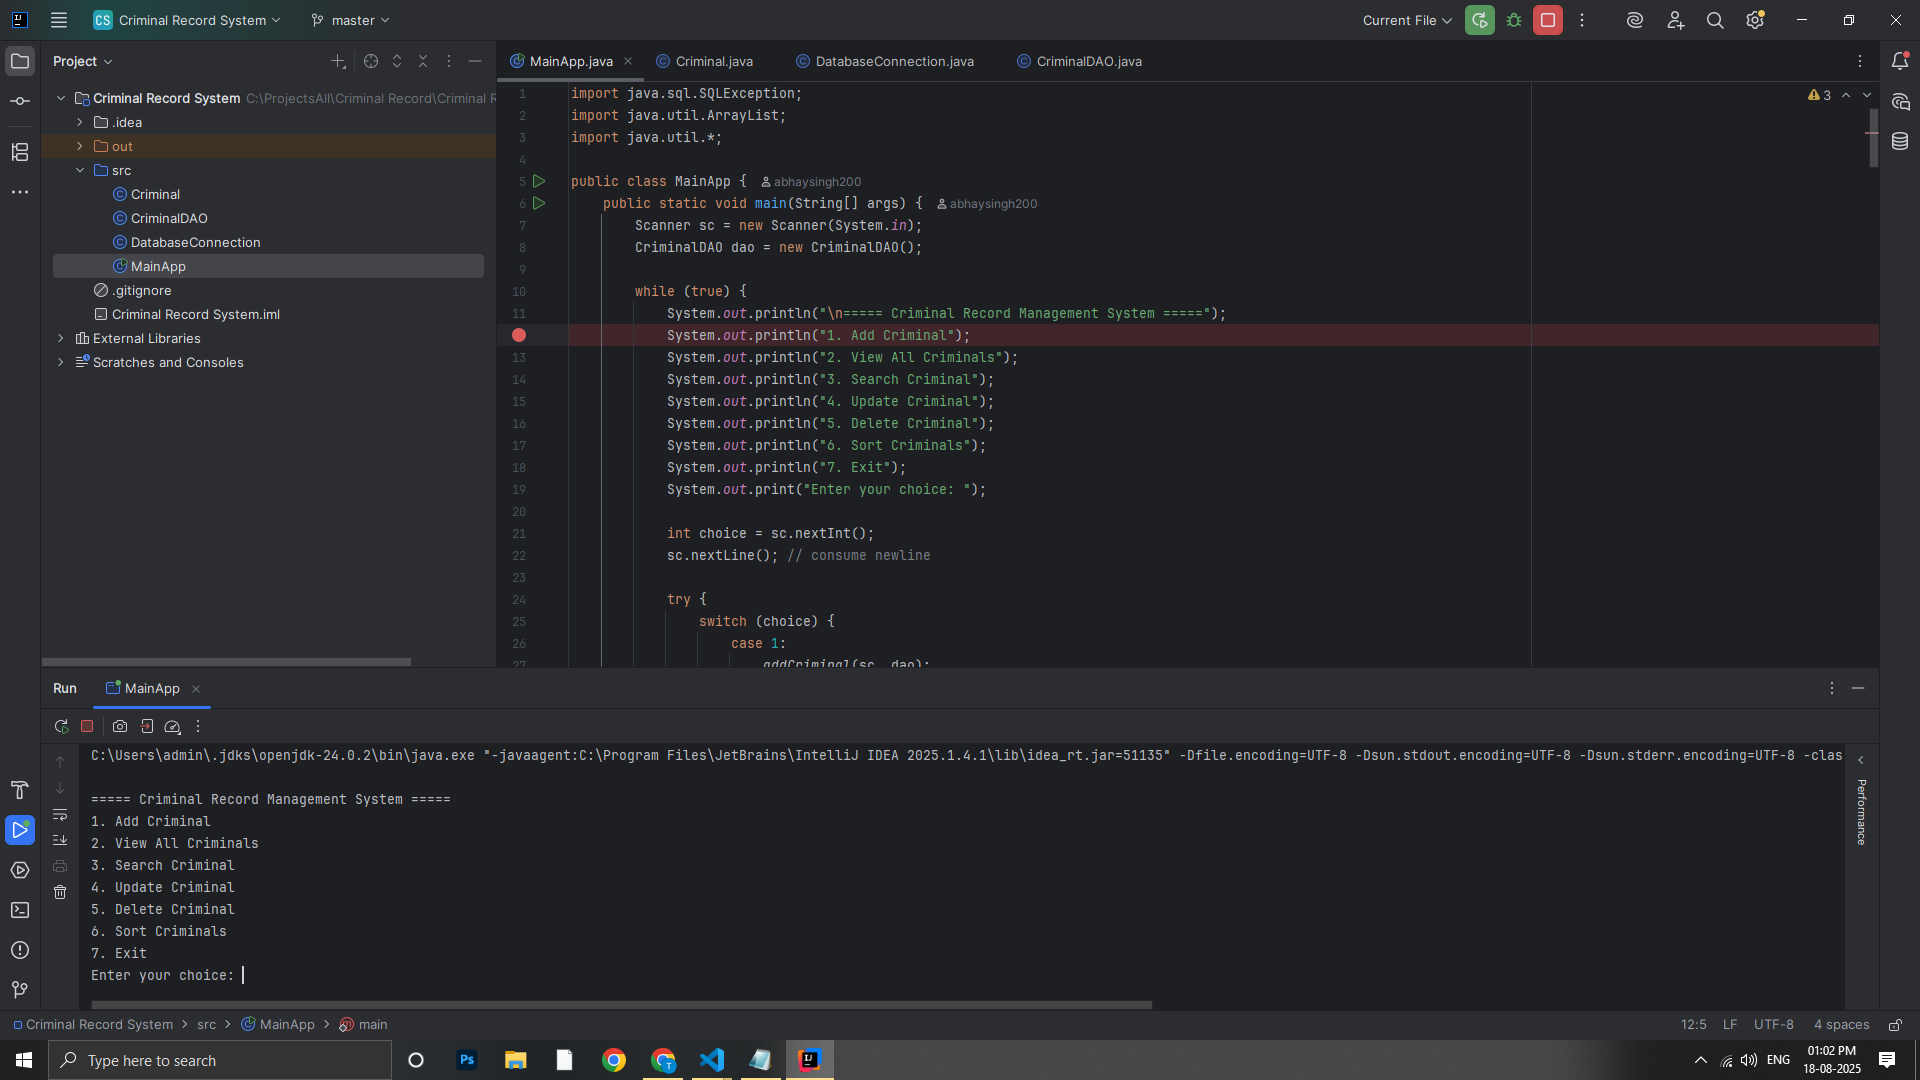 CS Criminal Record System master Current File
Project
MainApp.java Criminal.java DatabaseConnection.java CriminalDAO.java
Criminal Record System C:\ProjectsAll\Criminal Record\Criminal R
.idea
out
src
Criminal
CriminalDAO
DatabaseConnection
MainApp
.gitignore
Criminal Record System.iml
External Libraries
Scratches and Consoles
3
1 import java.sql.SQLException;
2 import java.util.ArrayList;
3 import java.util.*;
4
5 public class MainApp { abhaysingh200
6 public static void main(String[] args) { abhaysingh200
7 Scanner sc = new Scanner(System.in);
8 CriminalDAO dao = new CriminalDAO();
9
10 while (true) {
11 System.out.println("\n===== Criminal Record Management System =====");
System.out.println("1. Add Criminal");
13 System.out.println("2. View All Criminals");
14 System.out.println("3. Search Criminal");
15 System.out.println("4. Update Criminal");
16 System.out.println("5. Delete Criminal");
17 System.out.println("6. Sort Criminals");
18 System.out.println("7. Exit");
19 System.out.print("Enter your choice: ");
20
21 int choice = sc.nextInt();
22 sc.nextLine(); // consume newline
23
24 try {
25 switch (choice) {
26 case 1:
27 addCriminal(sc, dao);
Run MainApp
C:\Users\admin\.jdks\openjdk-24.0.2\bin\java.exe "-javaagent:C:\Program Files\JetBrains\IntelliJ IDEA 2025.1.4.1\lib\idea_rt.jar=51135" -Dfile.encoding=UTF-8 -Dsun.stdout.encoding=UTF-8 -Dsun.stderr.encoding=UTF-8 -clas
===== Criminal Record Management System =====
1. Add Criminal
2. View All Criminals
3. Search Criminal
4. Update Criminal
5. Delete Criminal
6. Sort Criminals
7. Exit
Enter your choice:
Performance
Criminal Record System src MainApp main 12:5 LF UTF-8 4 spaces
Type here to search
Ps
T
IJ
ENG
01:02 PM
18-08-2025